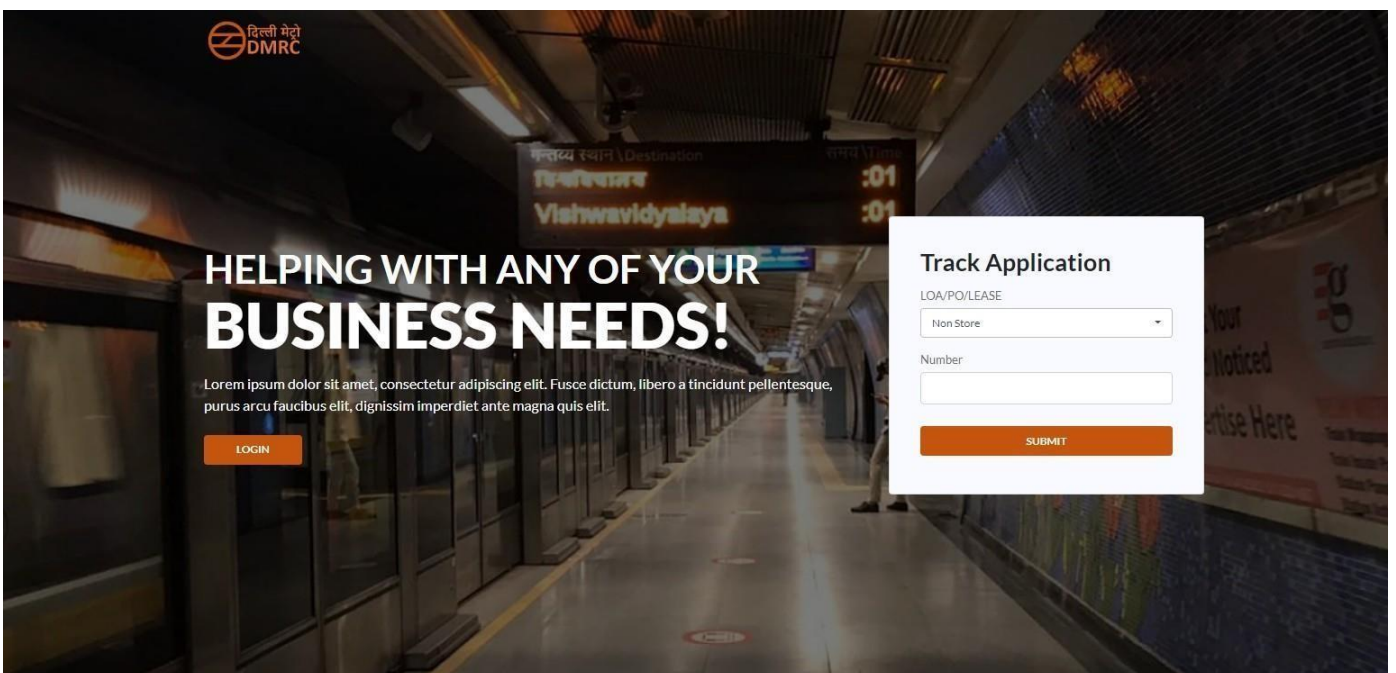 दिल्ली मेट्रो
DMRC
गन्तव्य स्थान\Destination
समय\Time
विश्वविद्यालय :01
Vishwavidyalaya :01
HELPING WITH ANY OF YOUR
BUSINESS NEEDS!
Lorem ipsum dolor sit amet, consectetur adipiscing elit. Fusce dictum, libero a tincidunt pellentesque,
purus arcu faucibus elit, dignissim imperdiet ante magna quis elit.
LOGIN
Track Application
LOA/PO/LEASE
Non Store
Number
SUBMIT
Your
Noticed
Here